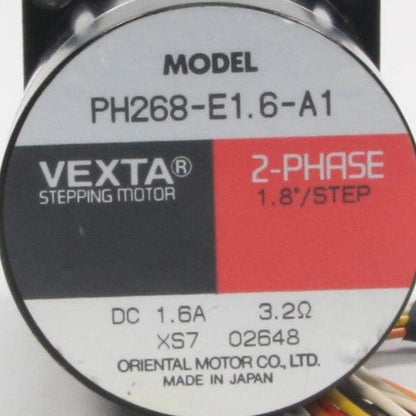 MODEL
PH268-E1.6-A1
VEXTA® 2-PHASE
STEPPING MOTOR 1.8°/STEP
DC 1.6A 3.2Ω
XS7 02648
ORIENTAL MOTOR CO., LTD.
MADE IN JAPAN